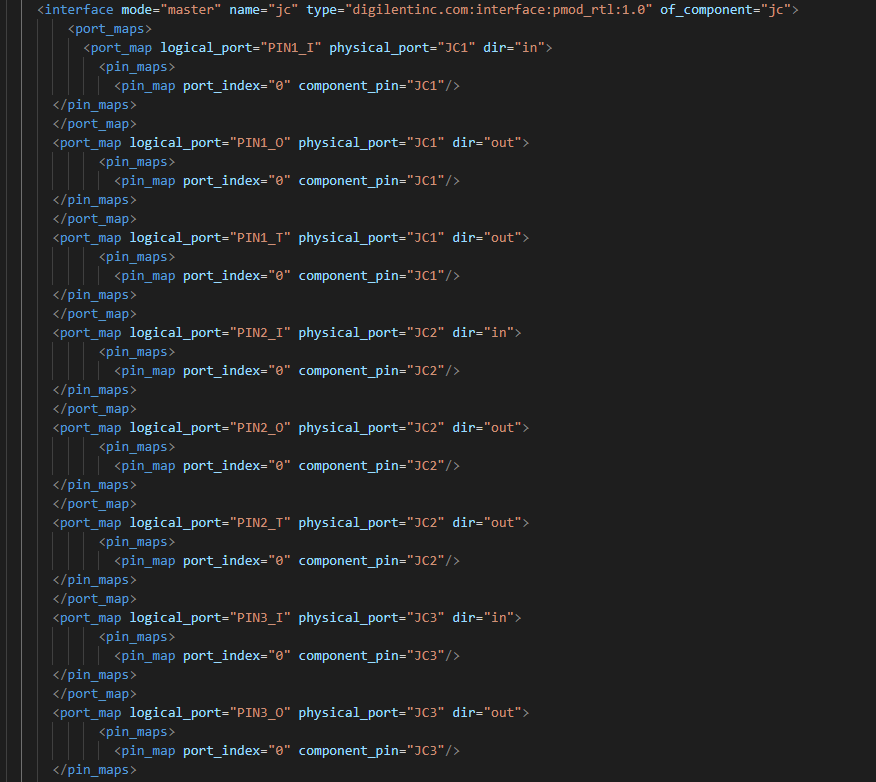 <interface mode="master" name="jc" type="digilentinc.com:interface:pmod_rtl:1.0" of_component="jc">
<port_maps>
<port_map logical_port="PIN1_I" physical_port="JC1" dir="in">
<pin_maps>
<pin_map port_index="0" component_pin="JC1"/>
</pin_maps>
</port_map>
<port_map logical_port="PIN1_O" physical_port="JC1" dir="out">
<pin_maps>
<pin_map port_index="0" component_pin="JC1"/>
</pin_maps>
</port_map>
<port_map logical_port="PIN1_T" physical_port="JC1" dir="out">
<pin_maps>
<pin_map port_index="0" component_pin="JC1"/>
</pin_maps>
</port_map>
<port_map logical_port="PIN2_I" physical_port="JC2" dir="in">
<pin_maps>
<pin_map port_index="0" component_pin="JC2"/>
</pin_maps>
</port_map>
<port_map logical_port="PIN2_O" physical_port="JC2" dir="out">
<pin_maps>
<pin_map port_index="0" component_pin="JC2"/>
</pin_maps>
</port_map>
<port_map logical_port="PIN2_T" physical_port="JC2" dir="out">
<pin_maps>
<pin_map port_index="0" component_pin="JC2"/>
</pin_maps>
</port_map>
<port_map logical_port="PIN3_I" physical_port="JC3" dir="in">
<pin_maps>
<pin_map port_index="0" component_pin="JC3"/>
</pin_maps>
</port_map>
<port_map logical_port="PIN3_O" physical_port="JC3" dir="out">
<pin_maps>
<pin_map port_index="0" component_pin="JC3"/>
</pin_maps>